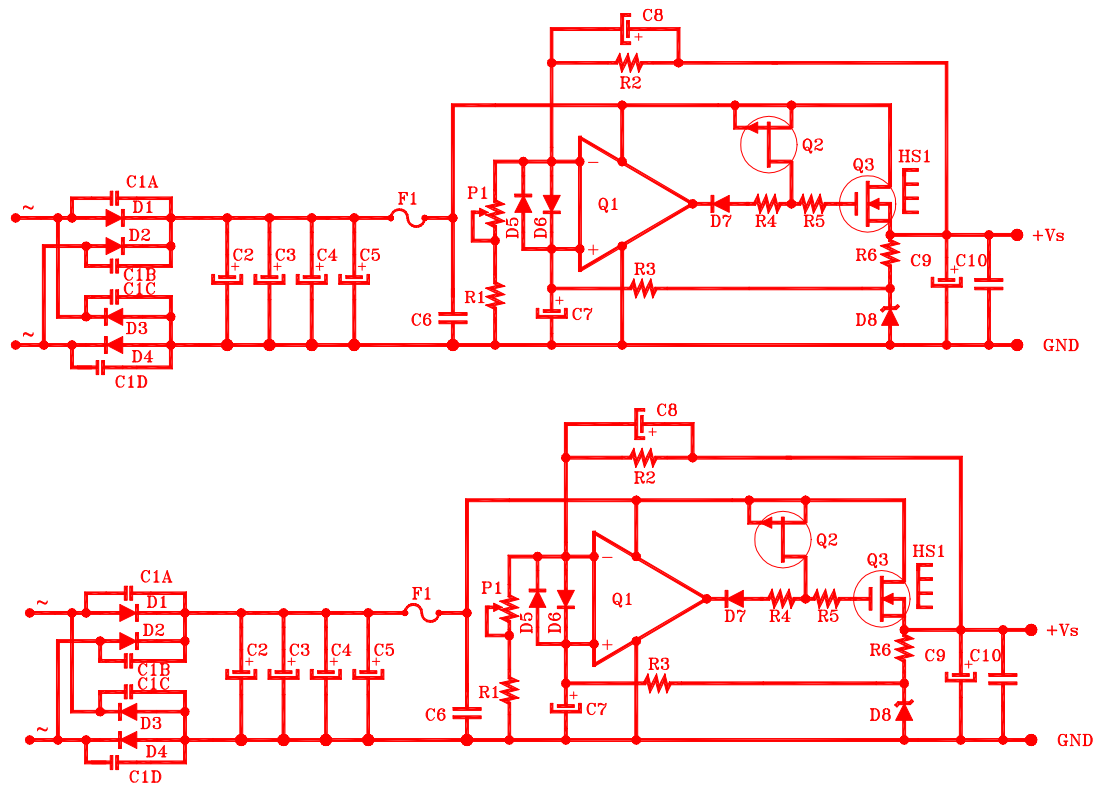 C8
R2
Q2
Q3
HS1
C1A
F1
P1
D1
D5
D6
Q1
D7
R4
R5
~
D2
+Vs
C1B
C2
C3
C4
C5
R6
C9
C10
C1C
R1
R3
~
D3
C6
C7
D8
D4
GND
C1D
C8
R2
Q2
Q3
HS1
C1A
F1
P1
D1
D5
D6
Q1
D7
R4
R5
~
D2
+Vs
C1B
C2
C3
C4
C5
R6
C9
C10
C1C
R1
R3
~
D3
C6
C7
D8
D4
GND
C1D